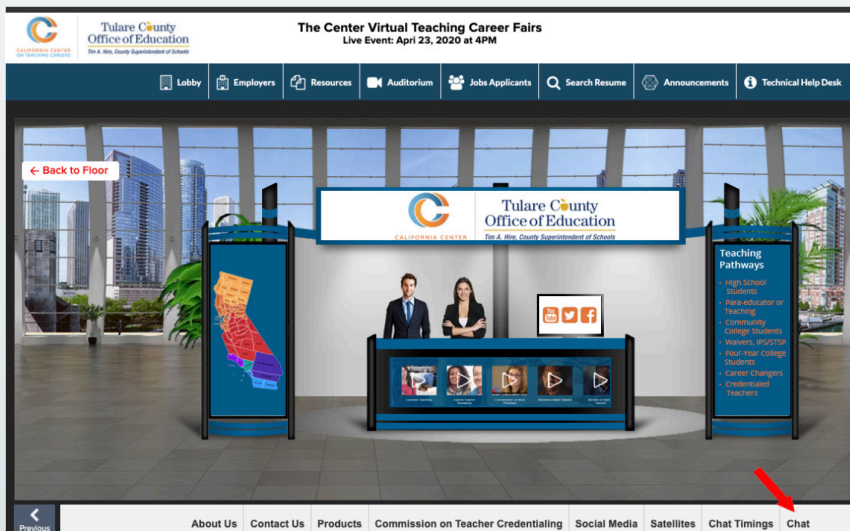 CALIFORNIA CENTER
ON TEACHING CAREERS
Tulare County
Office of Education
Tim A. Hire, County Superintendent of Schools
The Center Virtual Teaching Career Fairs
Live Event: Apri 23, 2020 at 4PM
Lobby
Employers
Resources
Auditorium
Jobs Applicants
Search Resume
Announcements
Technical Help Desk
← Back to Floor
CALIFORNIA CENTER
Tulare County
Office of Education
Tim A. Hire, County Superintendent of Schools
You
Tube
Teaching
Pathways
• High School
Students
• Para-educator or
Teaching
• Community
College Students
• Waivers, IPS/STSP
• Four-Year College
Students
• Career Changers
• Credentialed
Teachers
Previous
About Us
Contact Us
Products
Commission on Teacher Credentialing
Social Media
Satellites
Chat Timings
Chat